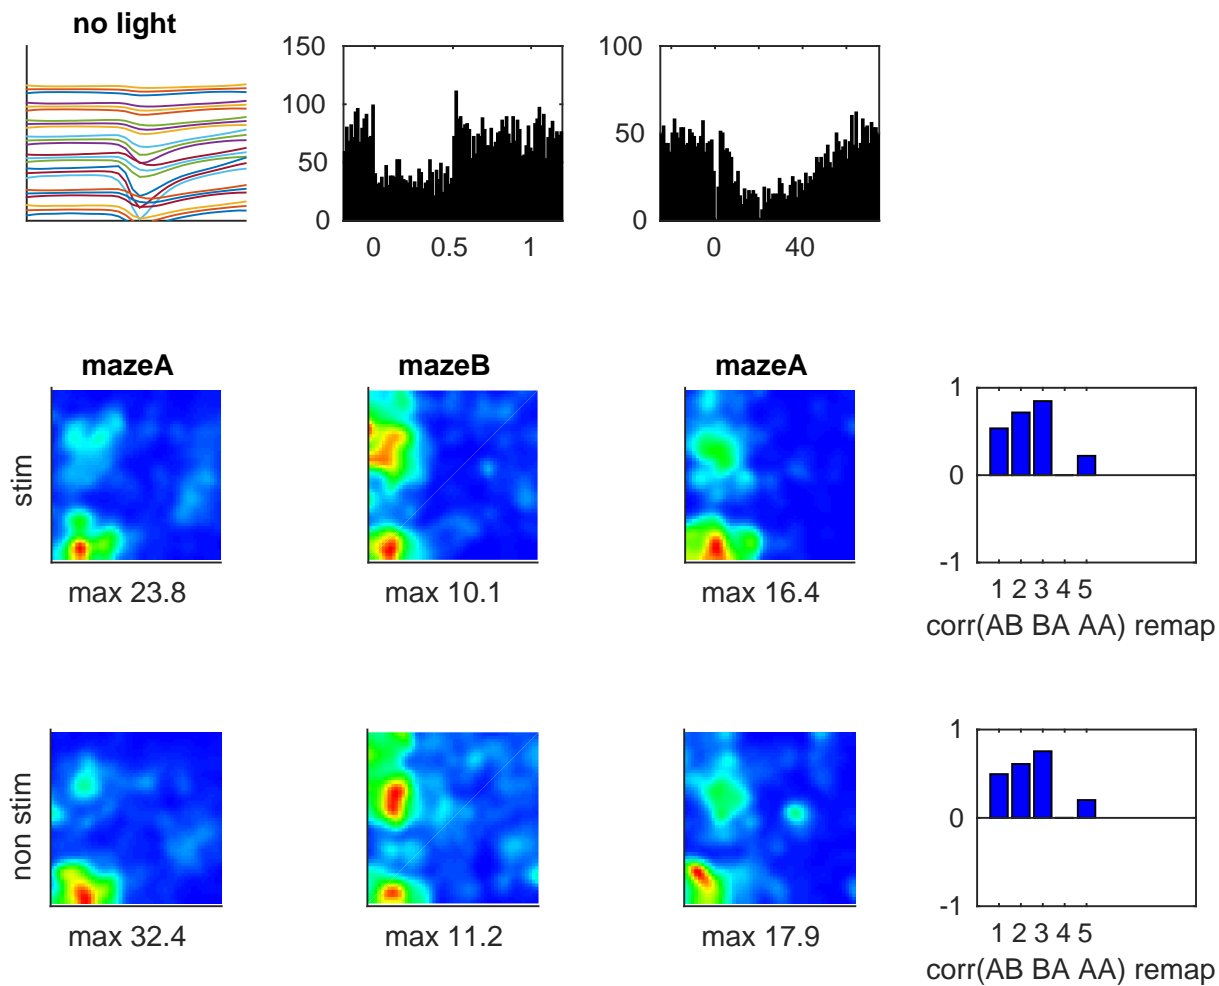 no light
150
100
50
0
0 0.5 1
100
50
0
0 40
mazeA mazeB mazeA
stim
max 23.8 max 10.1 max 16.4
1
0
-1
1 2 3 4 5
corr(AB BA AA) remap
non stim
max 32.4 max 11.2 max 17.9
1
0
-1
1 2 3 4 5
corr(AB BA AA) remap